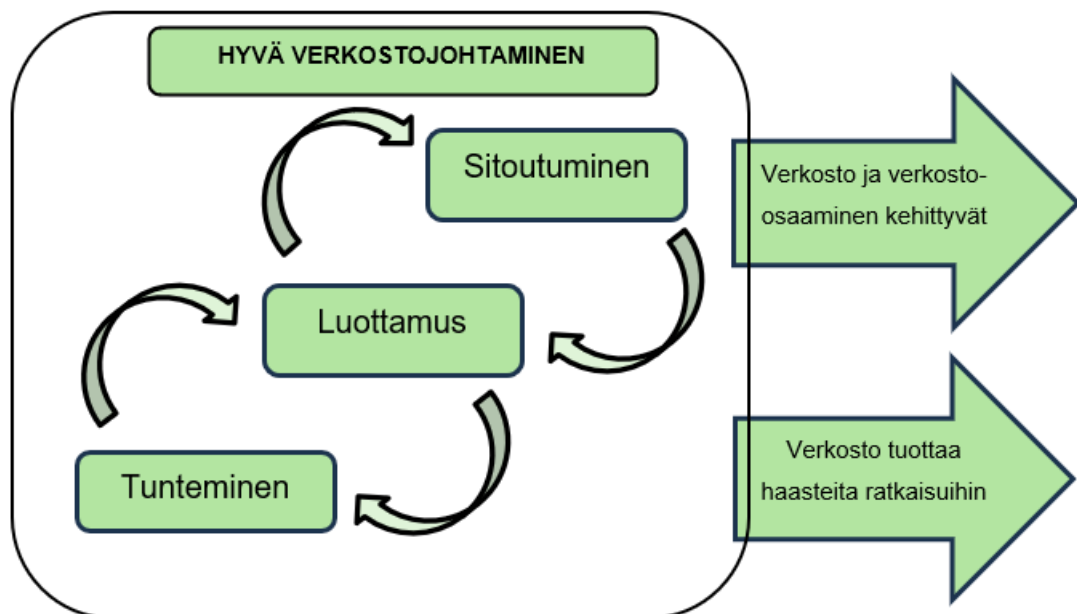 HYVÄ VERKOSTOJOHTAMINEN
Sitoutuminen
Luottamus
Tunteminen
Verkosto ja verkosto-
osaaminen kehittyvät
Verkosto tuottaa
haasteita ratkaisuihin